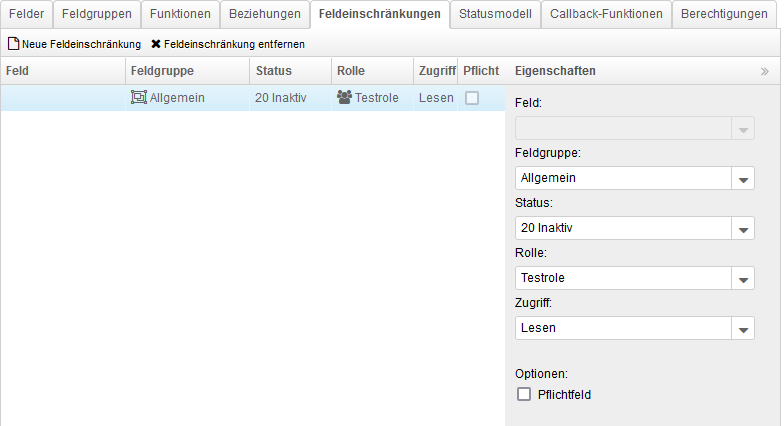 Felder Feldgruppen Funktionen Beziehungen Feldeinschränkungen Statusmodell Callback-Funktionen Berechtigungen
Neue Feldeinschränkung Feldeinschränkung entfernen
Feld Feldgruppe Status Rolle Zugriff Pflicht Eigenschaften
Allgemein 20 Inaktiv Testrole Lesen
Feld:
Feldgruppe:
Allgemein
Status:
20 Inaktiv
Rolle:
Testrole
Zugriff:
Lesen
Optionen:
Pflichtfeld